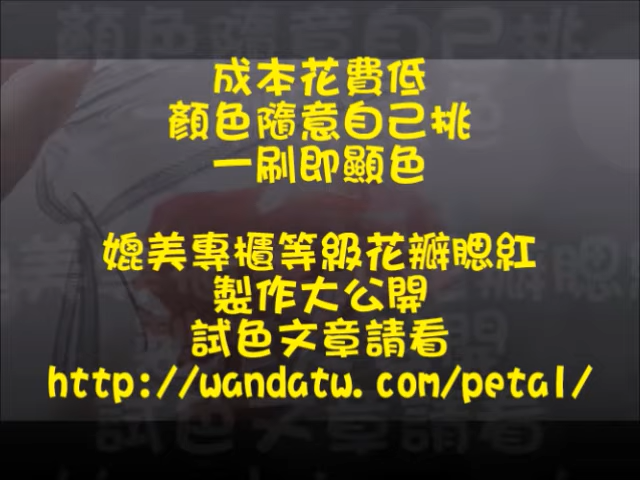 成本花費低
顏色隨意自己挑
一刷即顯色
媲美專櫃等級花瓣腮紅
製作大公開
試色文章請看
http://wandatw.com/petal/